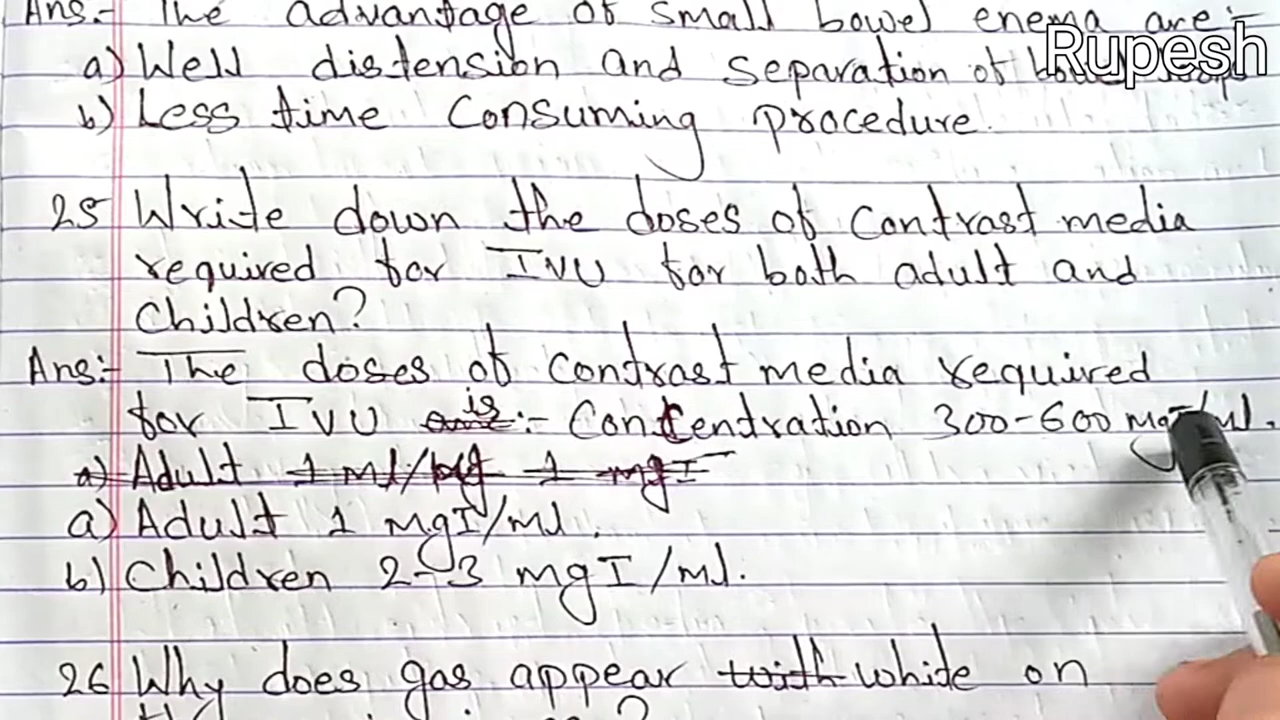 Ans:- The advantage of small bowel enema are:-
Rupesh
a) Well distension and separation of
b) Less time consuming procedure.
25 Write down the doses of contrast media
required for IVU for both adult and
children?
Ans:- The doses of contrast media required
for IVU is:- Concentration 300-600 mgI/ml.
a) Adult 1 ml/kg 1 mgI
a) Adult 1 mgI/ml.
b) Children 2-3 mgI/ml.
26 Why does gas appear with white on